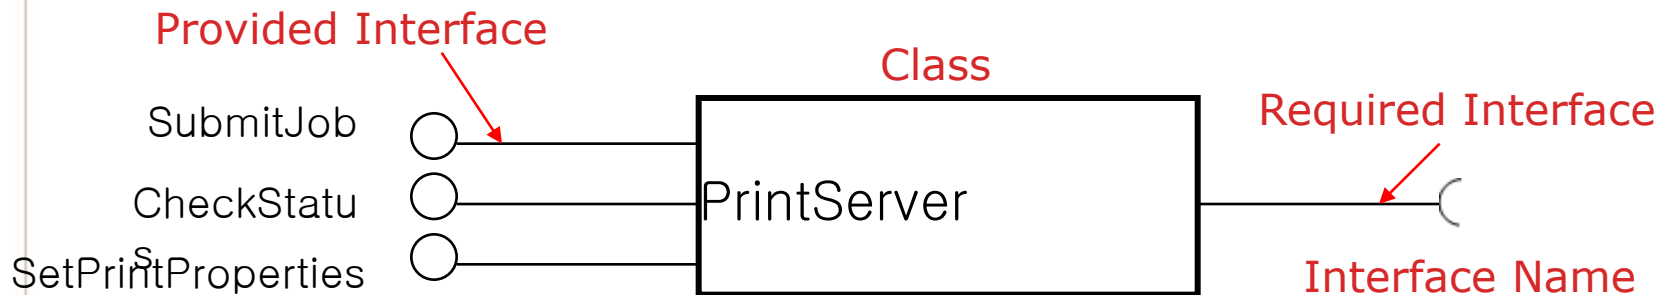 Provided Interface
Class
Required Interface
SubmitJob
CheckStatu
s
PrintServer
SetPrintProperties
Interface Name